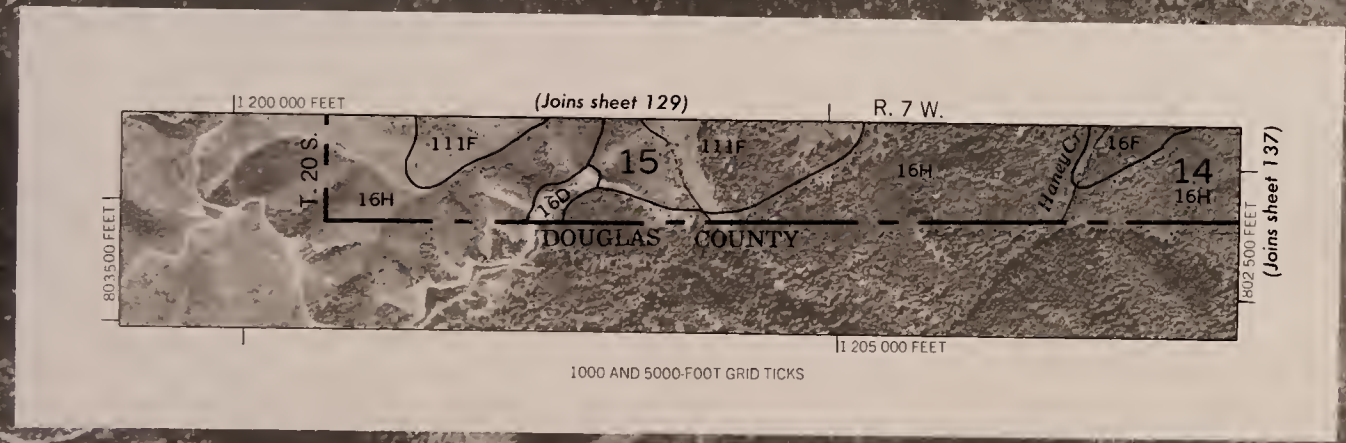 1 200 000 FEET
(Joins sheet 129)
R. 7 W.
T. 20 S.
111F
15
111F
16H
16D
16H
Haney Cr.
16F
14
16H
(Joins sheet 137)
803500 FEET
802 500 FEET
DOUGLAS COUNTY
1 205 000 FEET
1000 AND 5000-FOOT GRID TICKS